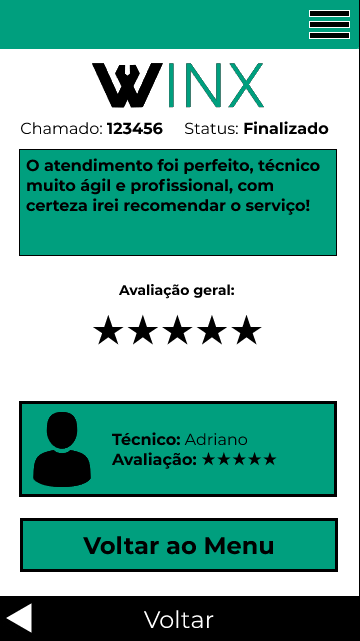 WINX
Chamado: 123456 Status: Finalizado
O atendimento foi perfeito, técnico
muito ágil e profissional, com
certeza irei recomendar o serviço!
Avaliação geral:
★★★★★
Técnico: Adriano
Avaliação: ★★★★★
Voltar ao Menu
Voltar